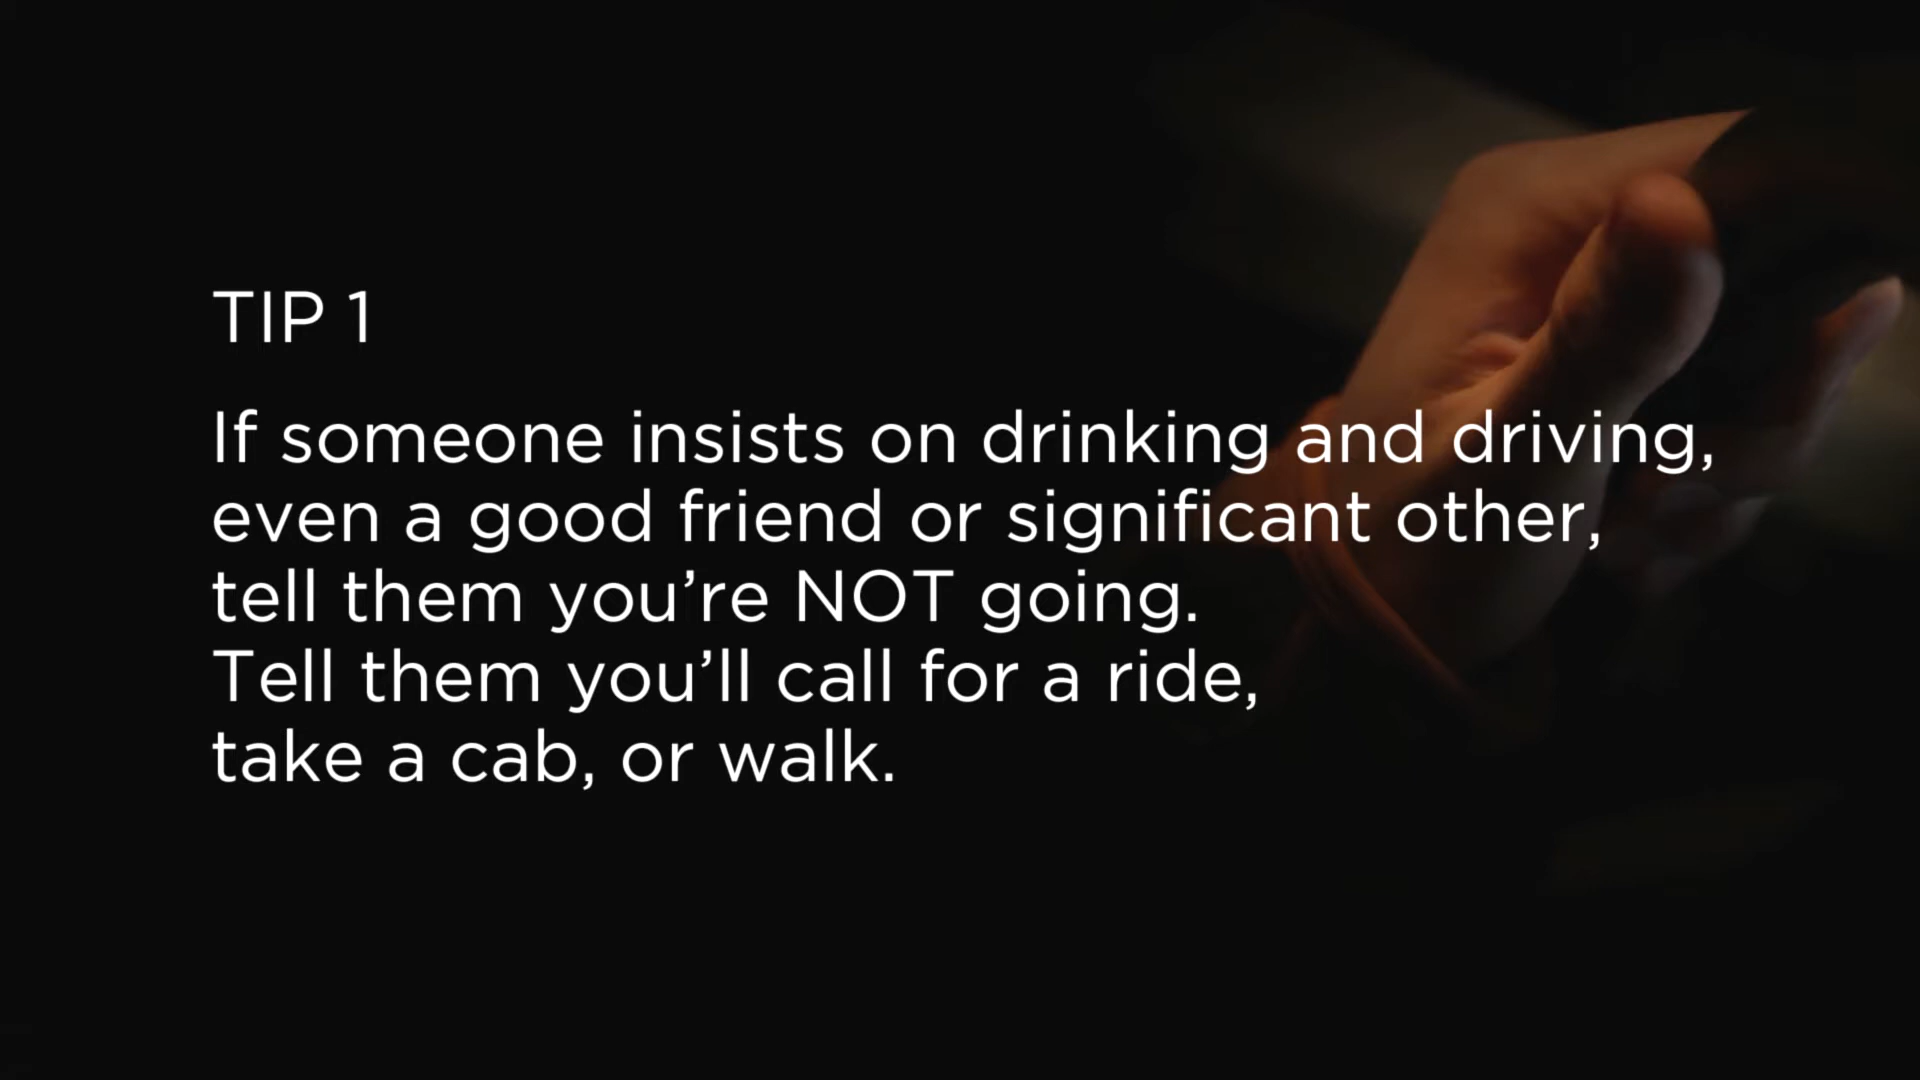 TIP 1
If someone insists on drinking and driving,
even a good friend or significant other,
tell them you’re NOT going.
Tell them you’ll call for a ride,
take a cab, or walk.